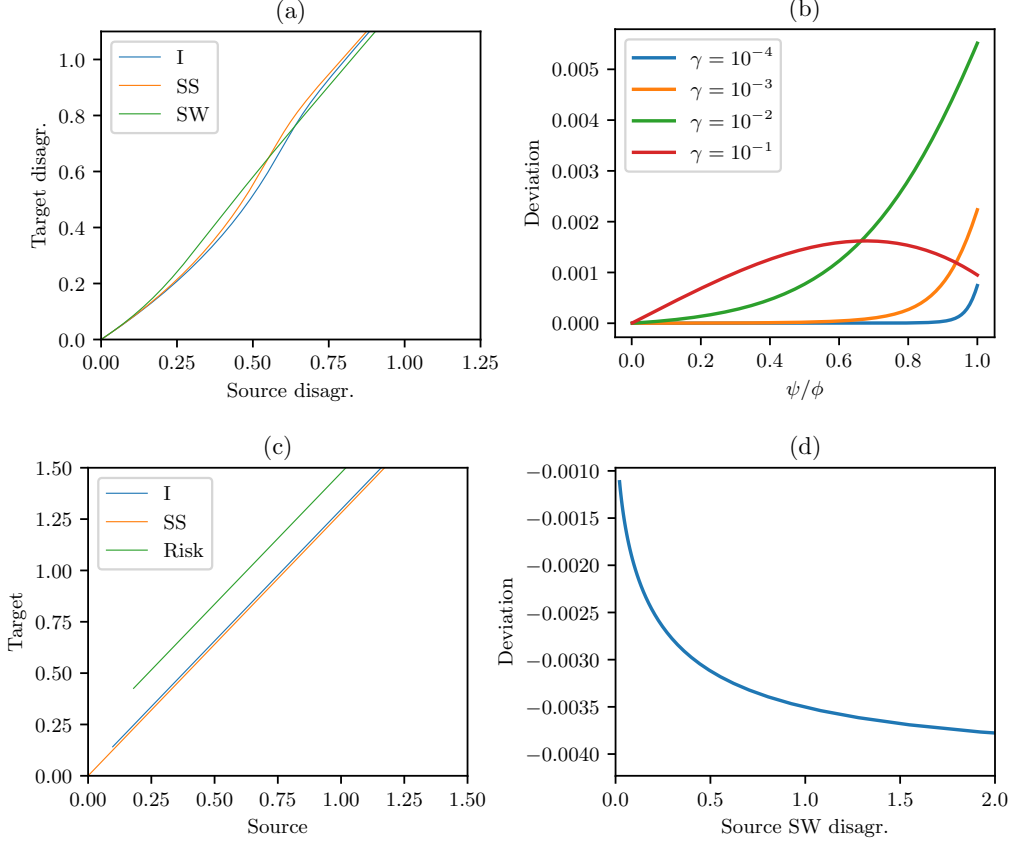 (a)
I
SS
SW
Target disagr.
1.0
0.8
0.6
0.4
0.2
0.0
0.00 0.25 0.50 0.75 1.00 1.25
Source disagr.
(b)
γ = 10⁻⁴
γ = 10⁻³
γ = 10⁻²
γ = 10⁻¹
Deviation
0.005
0.004
0.003
0.002
0.001
0.000
0.0 0.2 0.4 0.6 0.8 1.0
ψ/ϕ
(c)
I
SS
Risk
Target
1.50
1.25
1.00
0.75
0.50
0.25
0.00
0.00 0.25 0.50 0.75 1.00 1.25 1.50
Source
(d)
Deviation
−0.0010
−0.0015
−0.0020
−0.0025
−0.0030
−0.0035
−0.0040
0.0 0.5 1.0 1.5 2.0
Source SW disagr.